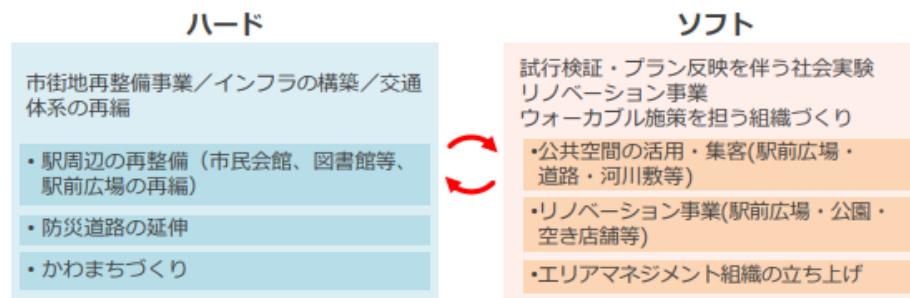 ハード
市街地再整備事業／インフラの構築／交通
体系の再編
・駅周辺の再整備（市民会館、図書館等、
駅前広場の再編）
・防災道路の延伸
・かわまちづくり
ソフト
試行検証・プラン反映を伴う社会実験
リノベーション事業
ウォーカブル施策を担う組織づくり
•公共空間の活用・集客(駅前広場・
道路・河川敷等)
•リノベーション事業(駅前広場・公園・
空き店舗等)
•エリアマネジメント組織の立ち上げ